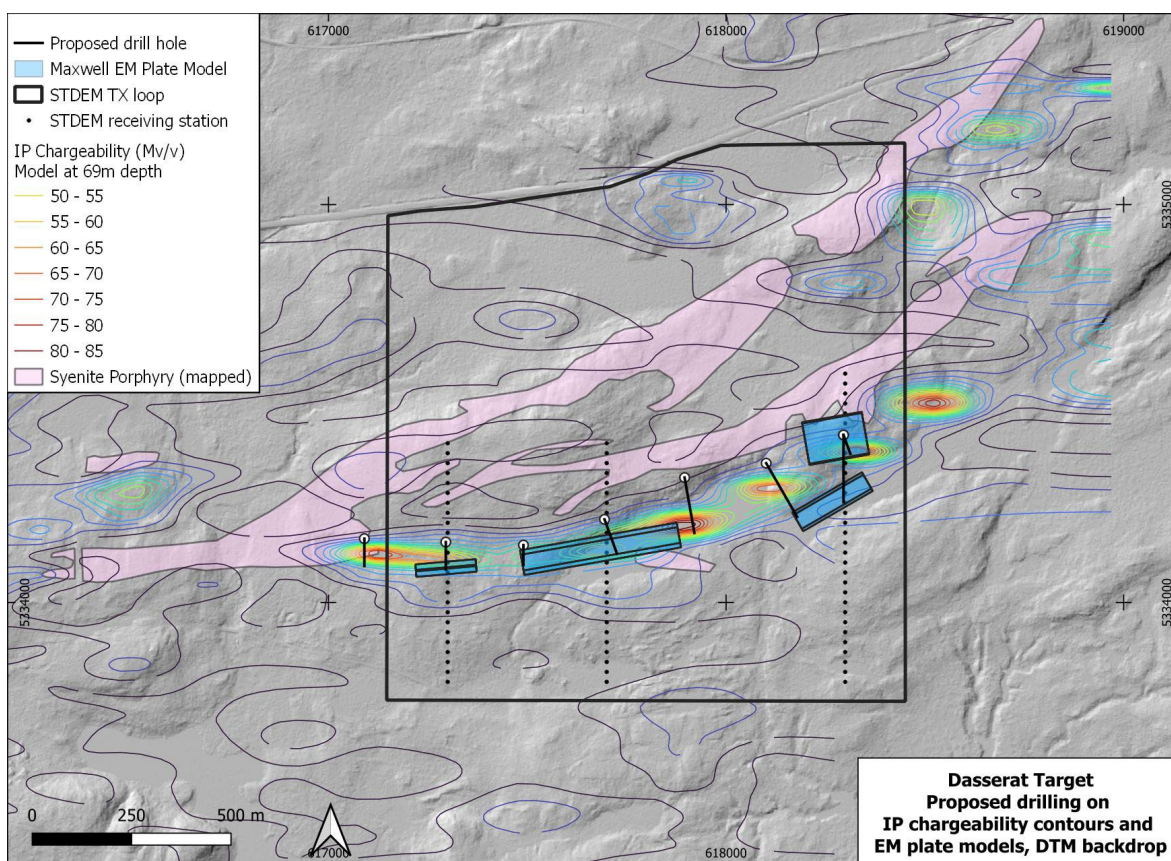 617000
618000
619000
Proposed drill hole
Maxwell EM Plate Model
STDEM TX loop
STDEM receiving station
IP Chargeability (Mv/v)
Model at 69m depth
50 - 55
55 - 60
60 - 65
65 - 70
70 - 75
75 - 80
80 - 85
Syenite Porphyry (mapped)
5335000
5334000
5334000
0 250 500 m
617000
618000
Dasserat Target
Proposed drilling on
IP chargeability contours and
EM plate models, DTM backdrop